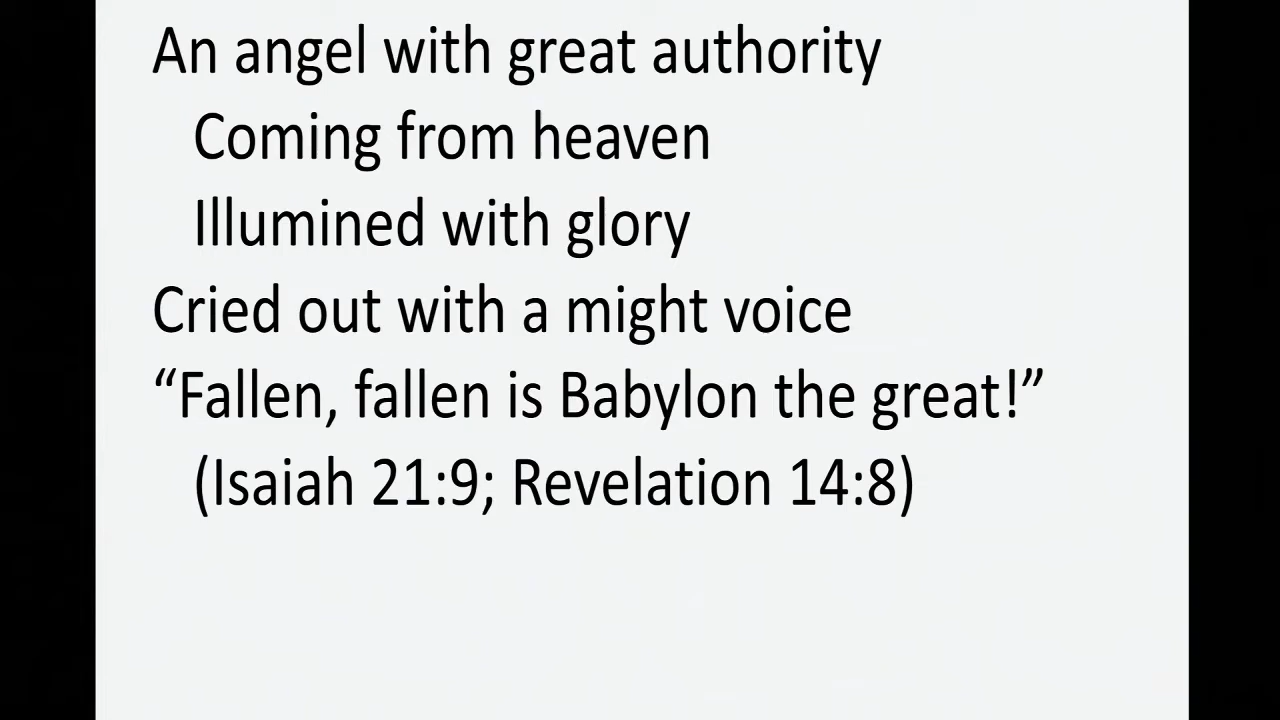 An angel with great authority
Coming from heaven
Illumined with glory
Cried out with a might voice
“Fallen, fallen is Babylon the great!”
(Isaiah 21:9; Revelation 14:8)